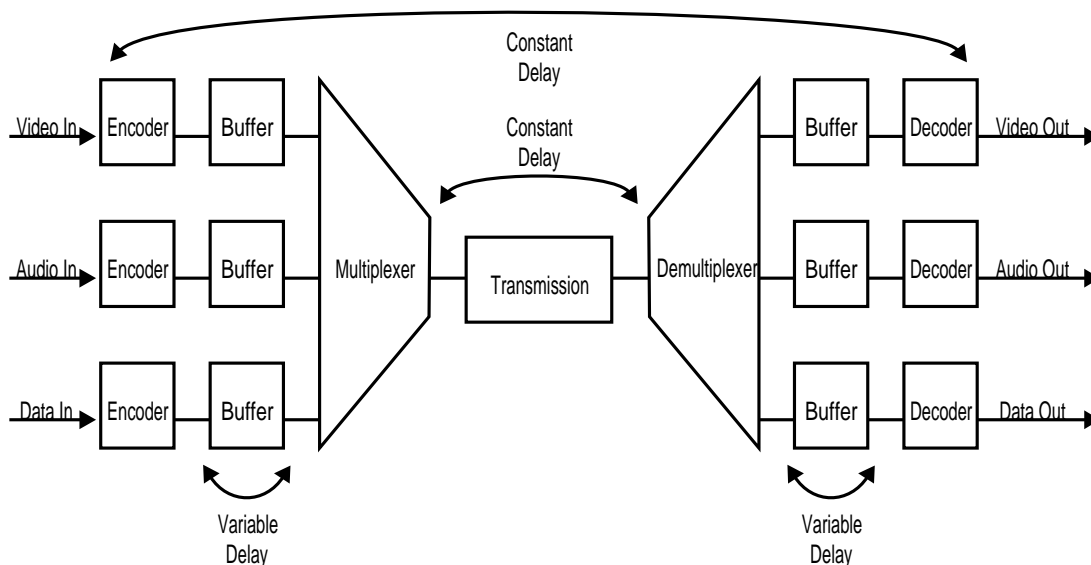 Constant
Delay
Constant
Delay
Video In
Encoder
Buffer
Buffer
Decoder
Video Out
Audio In
Encoder
Buffer
Multiplexer
Transmission
Demultiplexer
Buffer
Decoder
Audio Out
Data In
Encoder
Buffer
Buffer
Decoder
Data Out
Variable
Delay
Variable
Delay